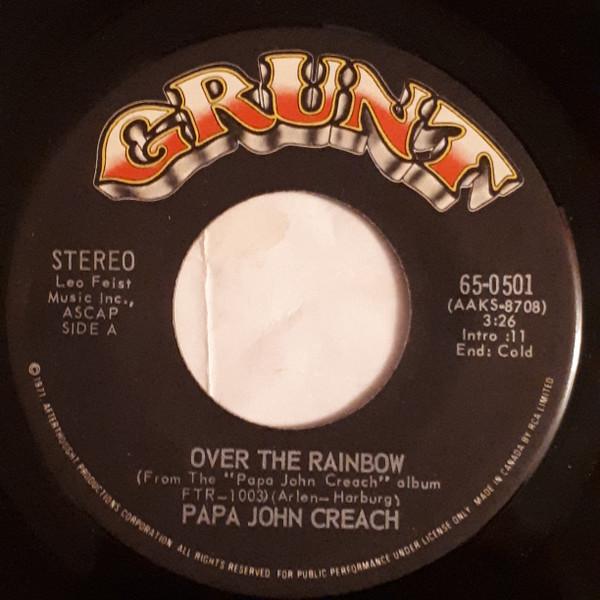 GRUNT
STEREO
Leo Feist
Music Inc.,
ASCAP
SIDE A
65-0501
(AAKS-8708)
3:26
Intro :11
End: Cold
OVER THE RAINBOW
(From The "Papa John Creach" album
FTR-1003) (Arlen-Harburg)
PAPA JOHN CREACH
©1971, AFTERTHOUGHT PRODUCTIONS CORPORATION. ALL RIGHTS RESERVED. FOR PUBLIC PERFORMANCE UNDER LICENSE ONLY. MADE IN CANADA BY RCA LIMITED